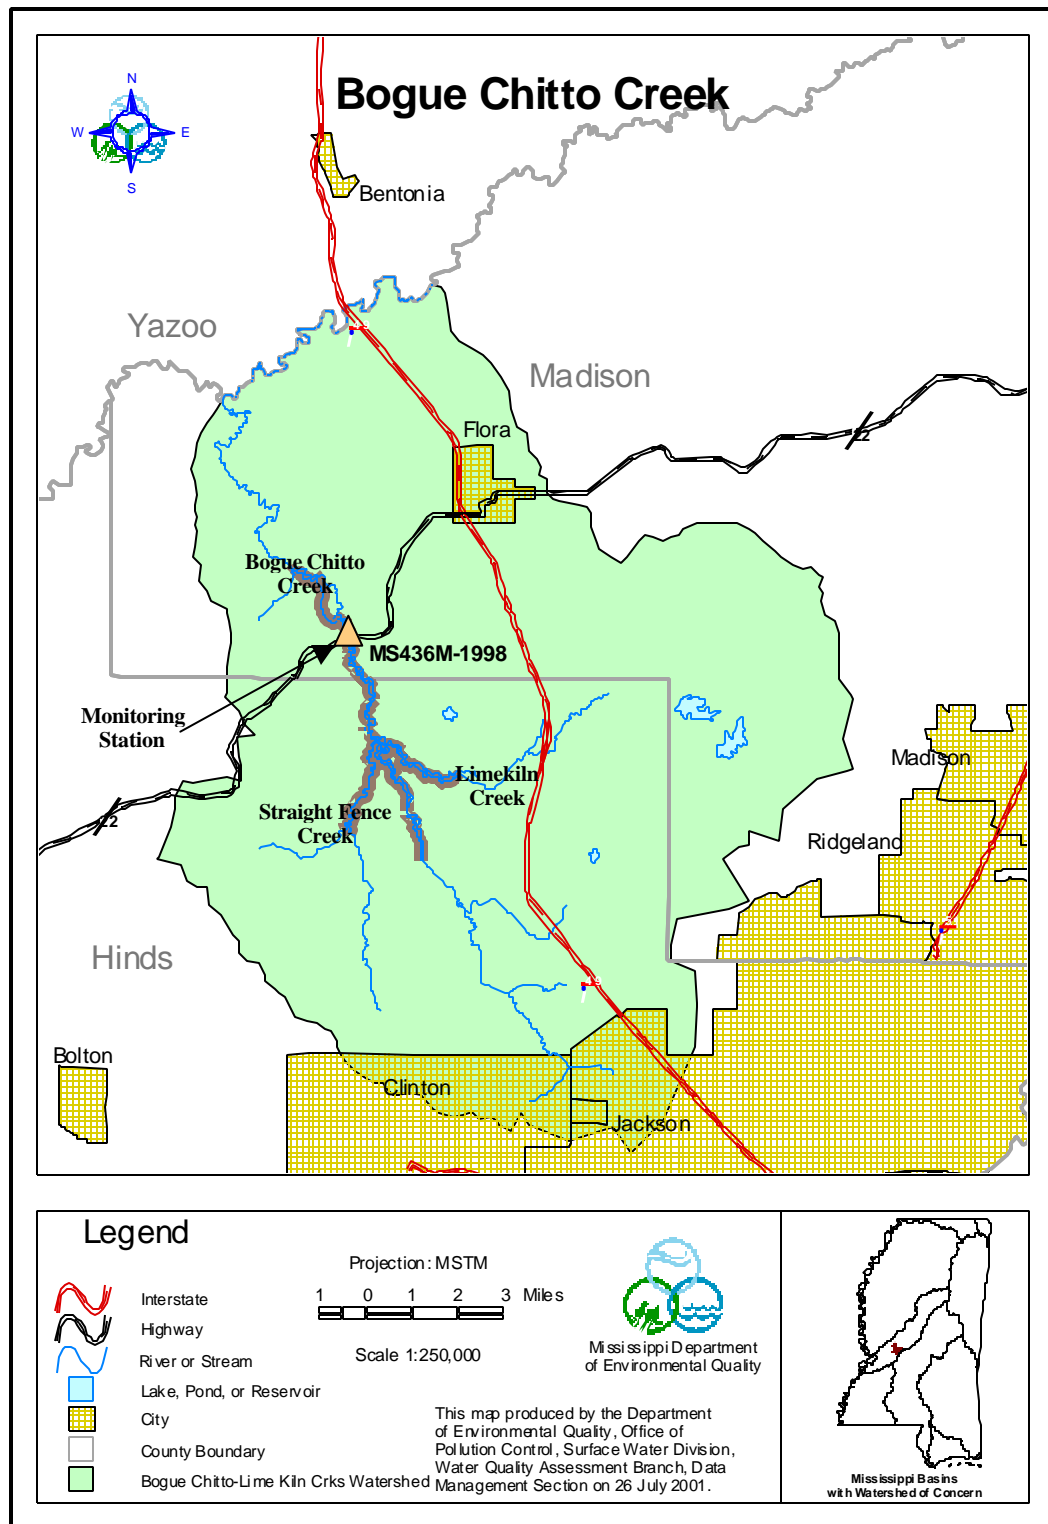 Bogue Chitto Creek
N
W E
S
Bentonia
Yazoo
Madison
Flora
22
Bogue Chitto
Creek
MS436M-1998
Monitoring
Station
Limekiln
Creek
Straight Fence
Creek
22
Madison
Ridgeland
Hinds
Bolton
Clinton
Jackson
Legend
Interstate
Highway
River or Stream
Lake, Pond, or Reservoir
City
County Boundary
Bogue Chitto-Lime Kiln Crks Watershed
Projection: MSTM
1 0 1 2 3 Miles
Scale 1:250,000
Mississippi Department
of Environmental Quality
This map produced by the Department
of Environmental Quality, Office of
Pollution Control, Surface Water Division,
Water Quality Assessment Branch, Data
Management Section on 26 July 2001.
Mississippi Basins
with Watershed of Concern